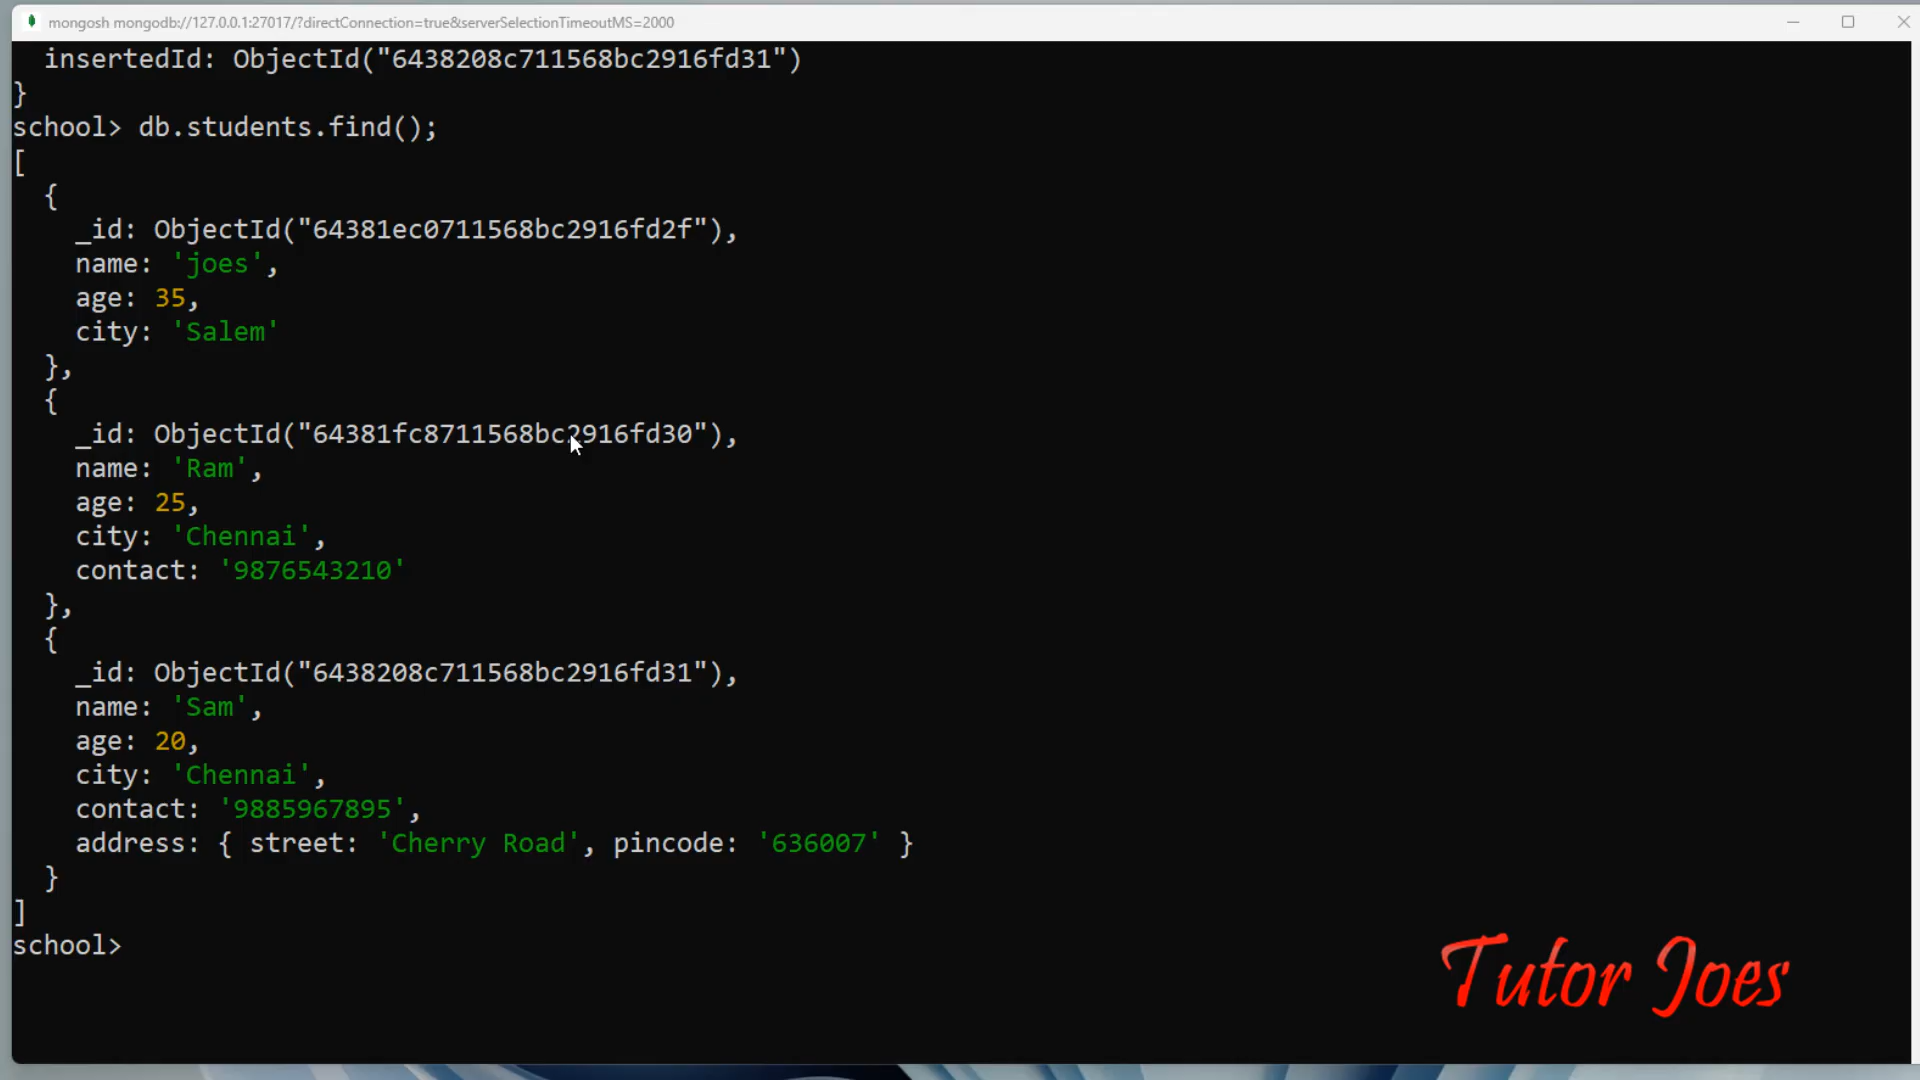 mongosh mongodb://127.0.0.1:27017/?directConnection=true&serverSelectionTimeoutMS=2000
  insertedId: ObjectId("6438208c711568bc2916fd31")
}
school> db.students.find();
[
  {
    _id: ObjectId("64381ec0711568bc2916fd2f"),
    name: 'joes',
    age: 35,
    city: 'Salem'
  },
  {
    _id: ObjectId("64381fc8711568bc2916fd30"),
    name: 'Ram',
    age: 25,
    city: 'Chennai',
    contact: '9876543210'
  },
  {
    _id: ObjectId("6438208c711568bc2916fd31"),
    name: 'Sam',
    age: 20,
    city: 'Chennai',
    contact: '9885967895',
    address: { street: 'Cherry Road', pincode: '636007' }
  }
]
school>
Tutor Joes